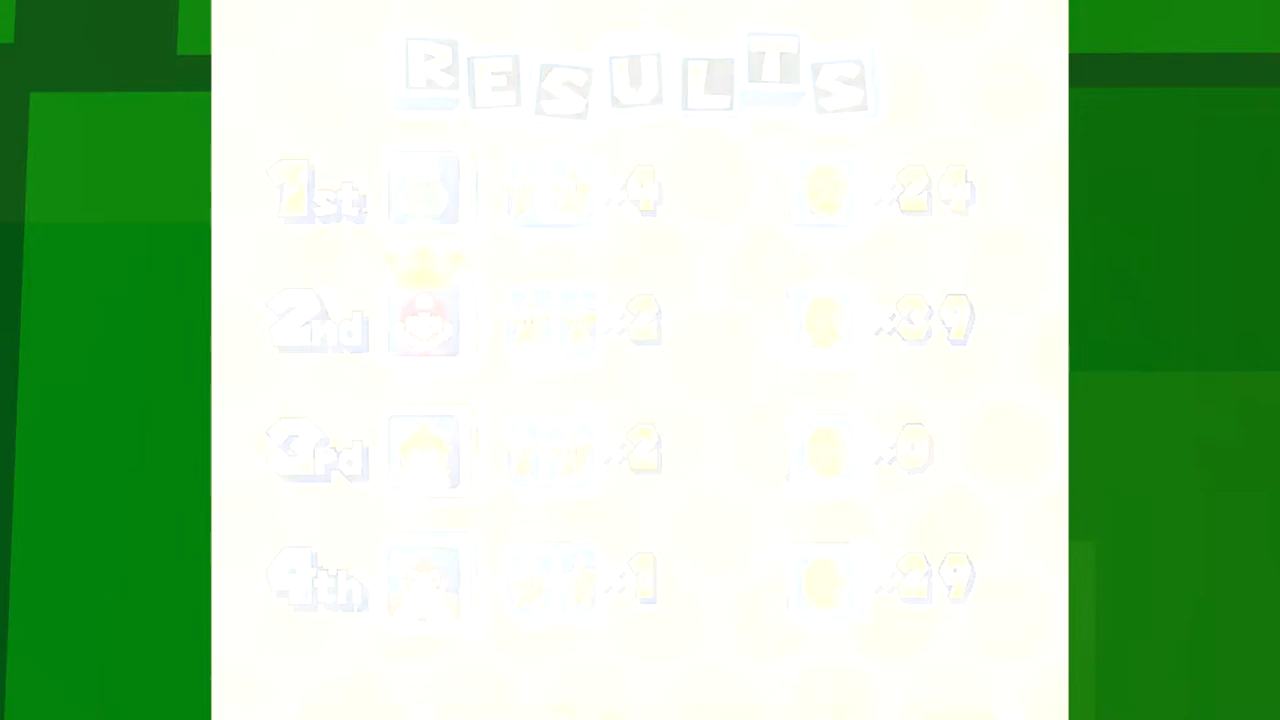 RESULTS
1st ×4 ×24
2nd ×2 ×39
3rd ×2 ×0
4th ×1 ×29